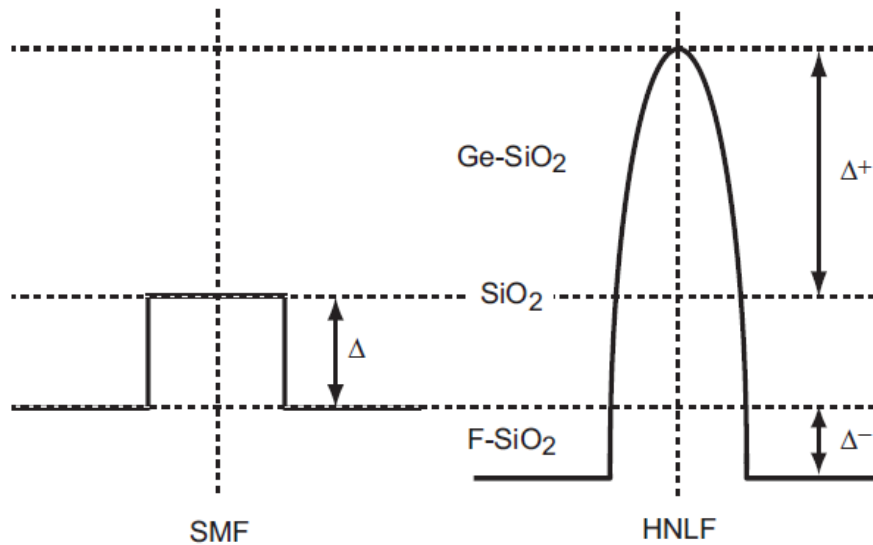 Ge-SiO₂
Δ⁺
SiO₂
Δ
F-SiO₂
Δ⁻
SMF
HNLF